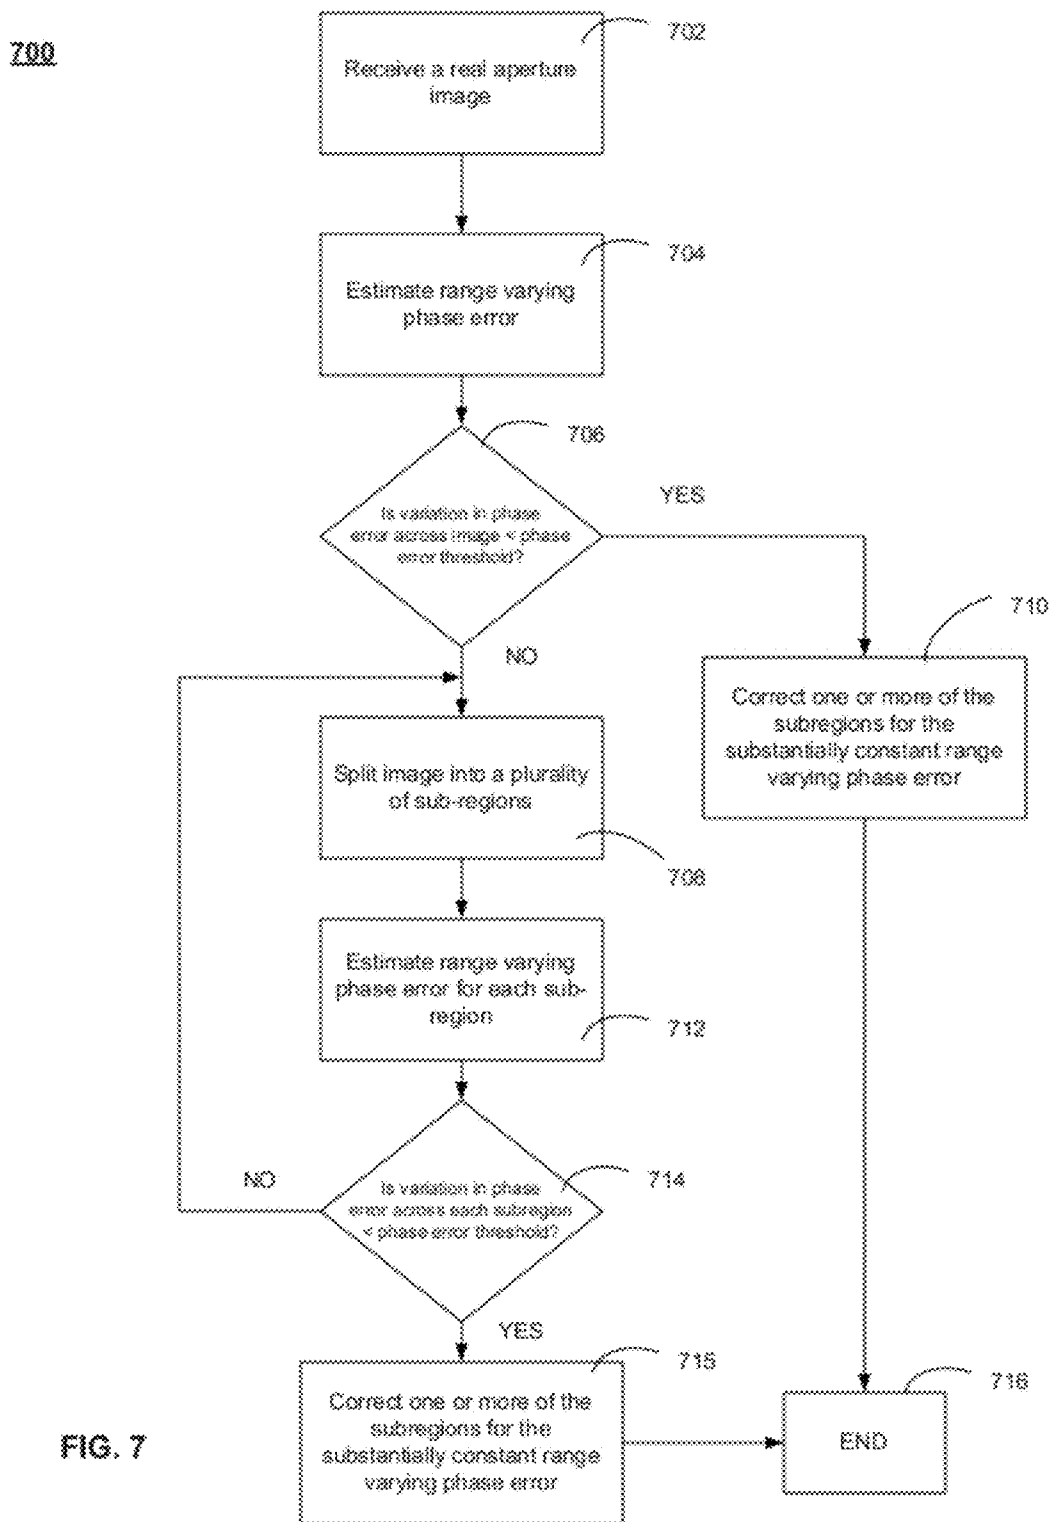 700
702
Receive a real aperture
image
704
Estimate range varying
phase error
706
Is variation in phase
error across image < phase
error threshold?
YES
NO
710
Correct one or more of the
subregions for the
substantially constant range
varying phase error
Split image into a plurality
of sub-regions
708
Estimate range varying
phase error for each sub-
region
712
NO
714
Is variation in phase
error across each subregion
< phase error threshold?
YES
715
Correct one or more of the
subregions for the
substantially constant range
varying phase error
716
END
FIG. 7